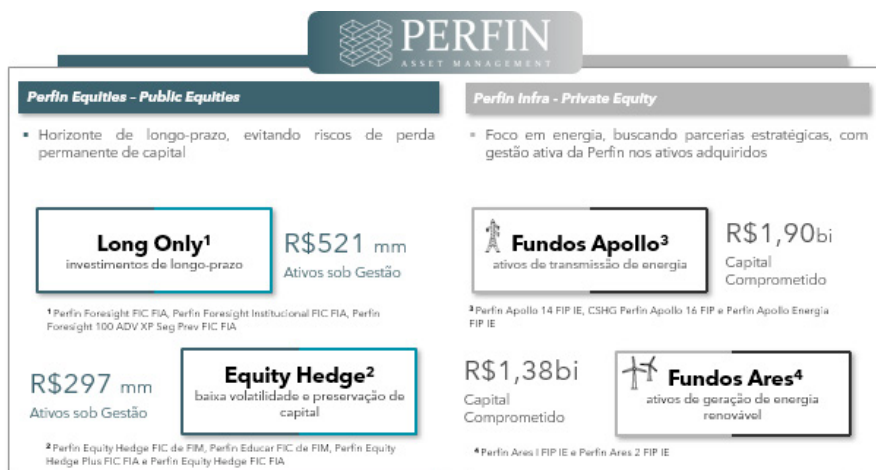 PERFIN
ASSET MANAGEMENT
Perfin Equities – Public Equities
▪ Horizonte de longo-prazo, evitando riscos de perda
permanente de capital
Long Only¹
investimentos de longo-prazo
R$521 mm
Ativos sob Gestão
¹ Perfin Foresight FIC FIA, Perfin Foresight Institucional FIC FIA, Perfin
Foresight 100 ADV XP Seg Prev FIC FIA
R$297 mm
Ativos sob Gestão
Equity Hedge²
baixa volatilidade e preservação de
capital
² Perfin Equity Hedge FIC de FIM, Perfin Educar FIC de FIM, Perfin Equity
Hedge Plus FIC FIA e Perfin Equity Hedge FIC FIA
Perfin Infra - Private Equity
▪ Foco em energia, buscando parcerias estratégicas, com
gestão ativa da Perfin nos ativos adquiridos
Fundos Apollo³
ativos de transmissão de energia
R$1,90bi
Capital
Comprometido
³ Perfin Apollo 14 FIP IE, CSHG Perfin Apollo 16 FIP e Perfin Apollo Energia
FIP IE
R$1,38bi
Capital
Comprometido
Fundos Ares⁴
ativos de geração de energia
renovável
⁴ Perfin Ares I FIP IE e Perfin Ares 2 FIP IE